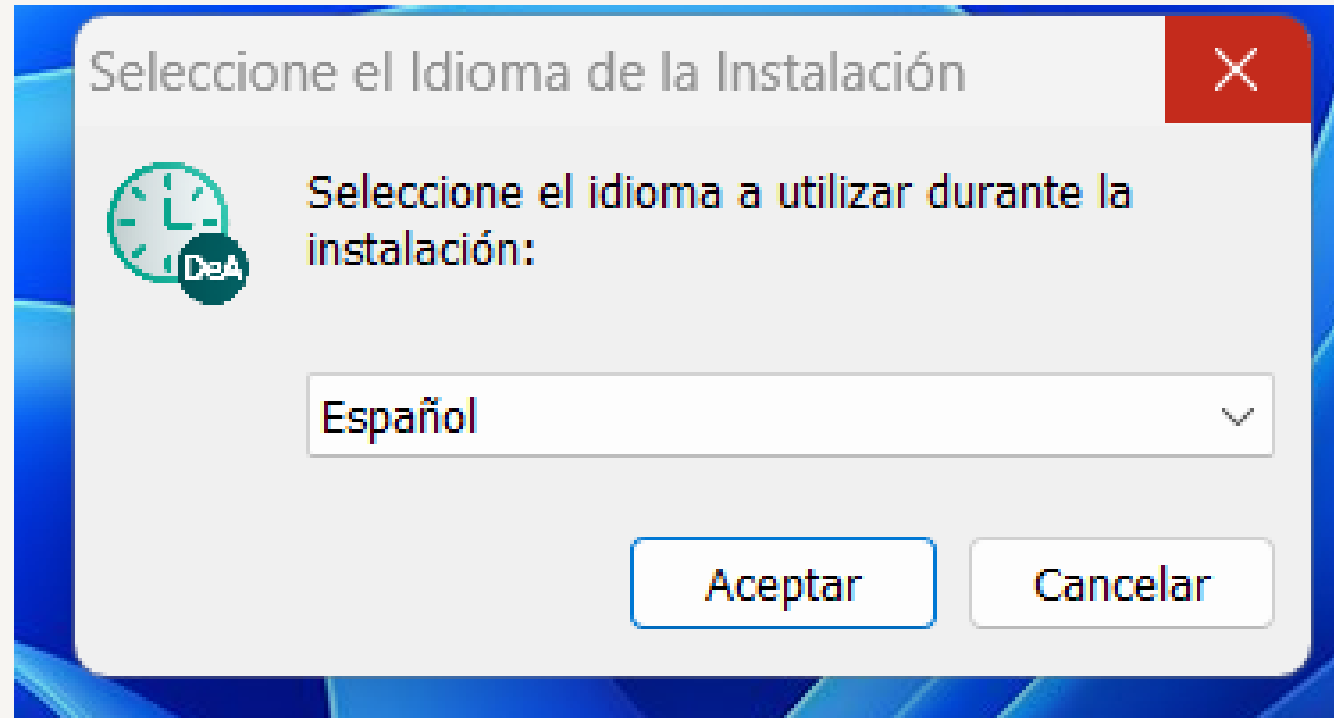 Seleccione el Idioma de la Instalación
DeA
Seleccione el idioma a utilizar durante la
instalación:
Español
Aceptar
Cancelar